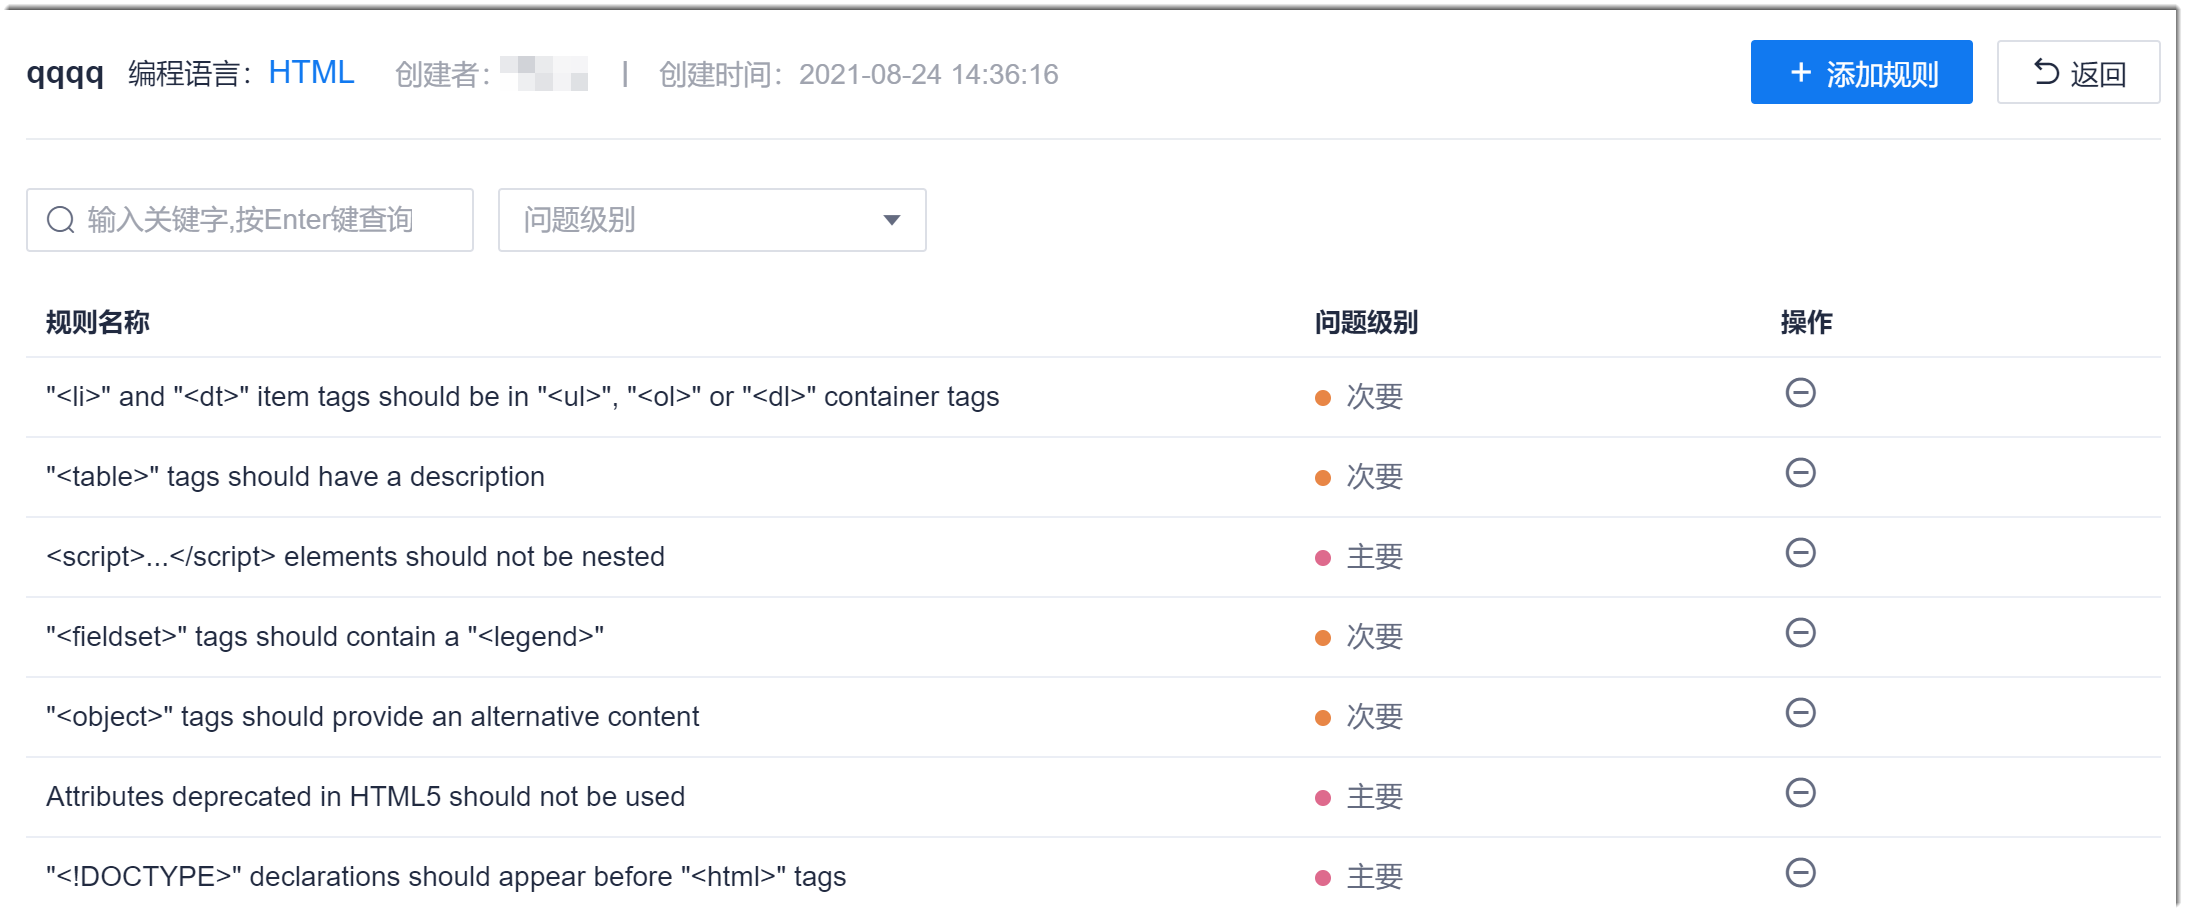 qqqq 编程语言：HTML 创建者： | 创建时间：2021-08-24 14:36:16 + 添加规则 返回
输入关键字,按Enter键查询 问题级别
规则名称 问题级别 操作
"<li>" and "<dt>" item tags should be in "<ul>", "<ol>" or "<dl>" container tags 次要
"<table>" tags should have a description 次要
<script>...</script> elements should not be nested 主要
"<fieldset>" tags should contain a "<legend>" 次要
"<object>" tags should provide an alternative content 次要
Attributes deprecated in HTML5 should not be used 主要
"<!DOCTYPE>" declarations should appear before "<html>" tags 主要